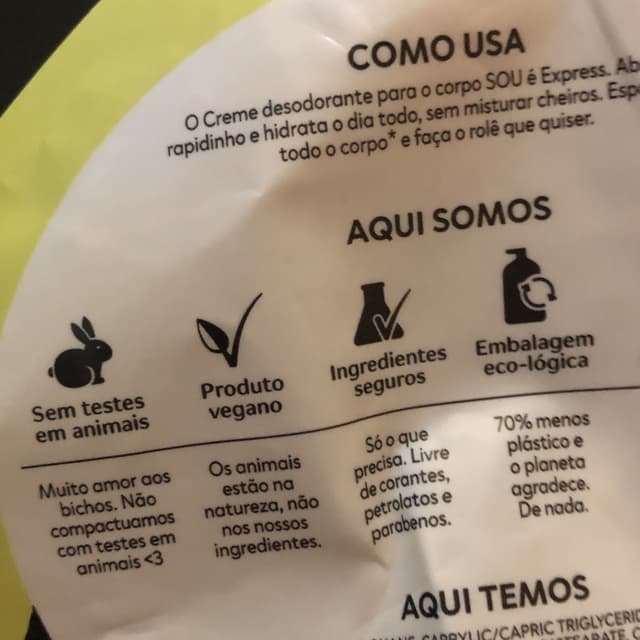 COMO USA
O Creme desodorante para o corpo SOU é Express.
rapidinho e hidrata o dia todo, sem misturar cheiros.
todo o corpo* e faça o rolê que quiser.
AQUI SOMOS
Sem testes
em animais
Produto
vegano
Ingredientes
seguros
Embalagem
eco-lógica
Muito amor aos
bichos. Não
compactuamos
com testes em
animais <3
Os animais
estão na
natureza, não
nos nossos
ingredientes.
Só o que
precisa. Livre
de corantes,
petrolatos e
parabenos.
70% menos
plástico e
o planeta
agradece.
De nada.
AQUI TEMOS
CAPRYLIC/CAPRIC